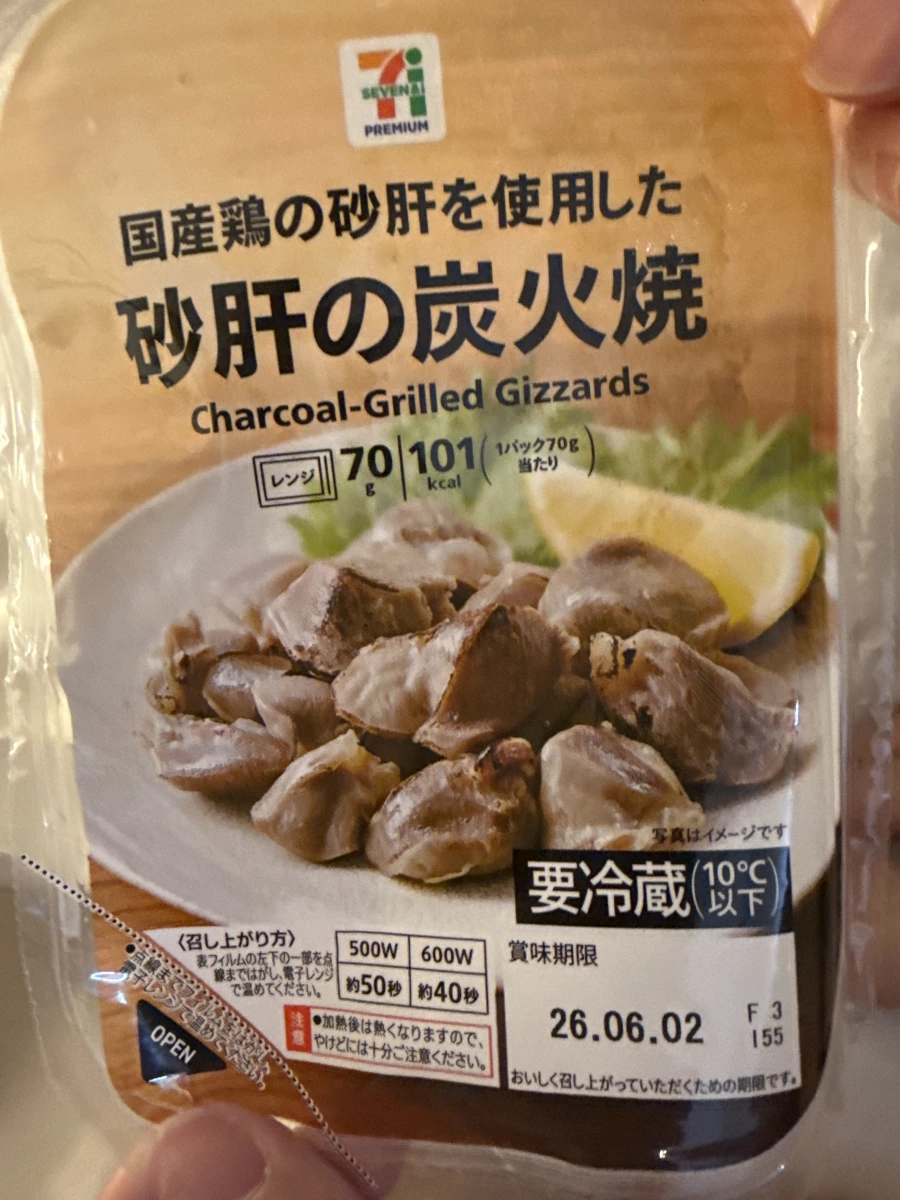 SEVEN&i
PREMIUM
国産鶏の砂肝を使用した
砂肝の炭火焼
Charcoal-Grilled Gizzards
レンジ 70g 101kcal (1パック70g当たり)
写真はイメージです
要冷蔵(10℃以下)
〈召し上がり方〉
表フィルムの左下の一部を点
線まではがし、電子レンジ
で温めてください。
500W 600W
約50秒 約40秒
注意
●加熱後は熱くなりますので、
やけどには十分ご注意ください。
賞味期限
26.06.02
F 3
155
おいしく召し上がっていただくための期限です。
OPEN